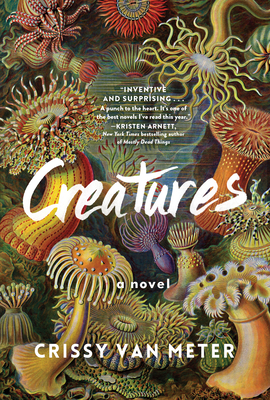 “INVENTIVE
AND SURPRISING . . .
A punch to the heart. It’s one of
the best novels I’ve read this year.”
—KRISTEN ARNETT,
New York Times bestselling author
of Mostly Dead Things
Creatures
a novel
CRISSY VAN METER